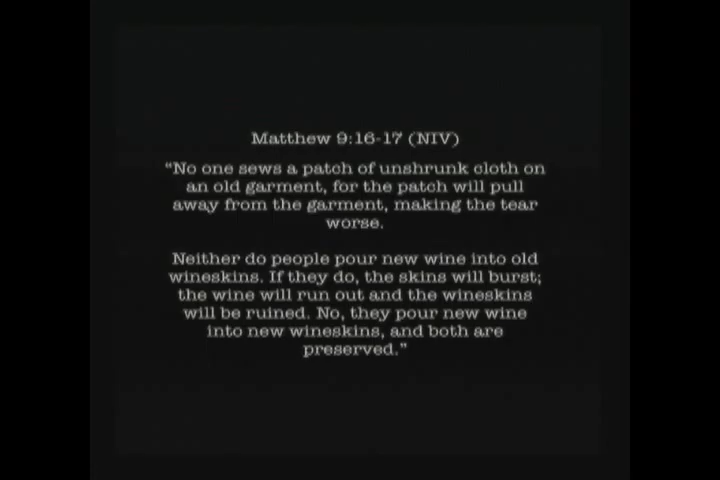 Matthew 9:16-17 (NIV)
“No one sews a patch of unshrunk cloth on
an old garment, for the patch will pull
away from the garment, making the tear
worse.
Neither do people pour new wine into old
wineskins. If they do, the skins will burst;
the wine will run out and the wineskins
will be ruined. No, they pour new wine
into new wineskins, and both are
preserved.”